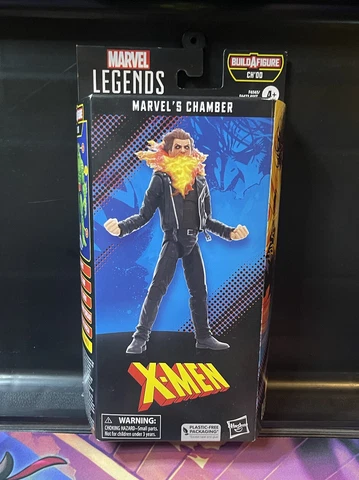 MARVEL
LEGENDS
BUILD A FIGURE
CH'OD
4+
MARVEL'S CHAMBER
X-MEN
WARNING:
CHOKING HAZARD–Small parts.
Not for children under 3 years.
PLASTIC-FREE
PACKAGING
Hasbro